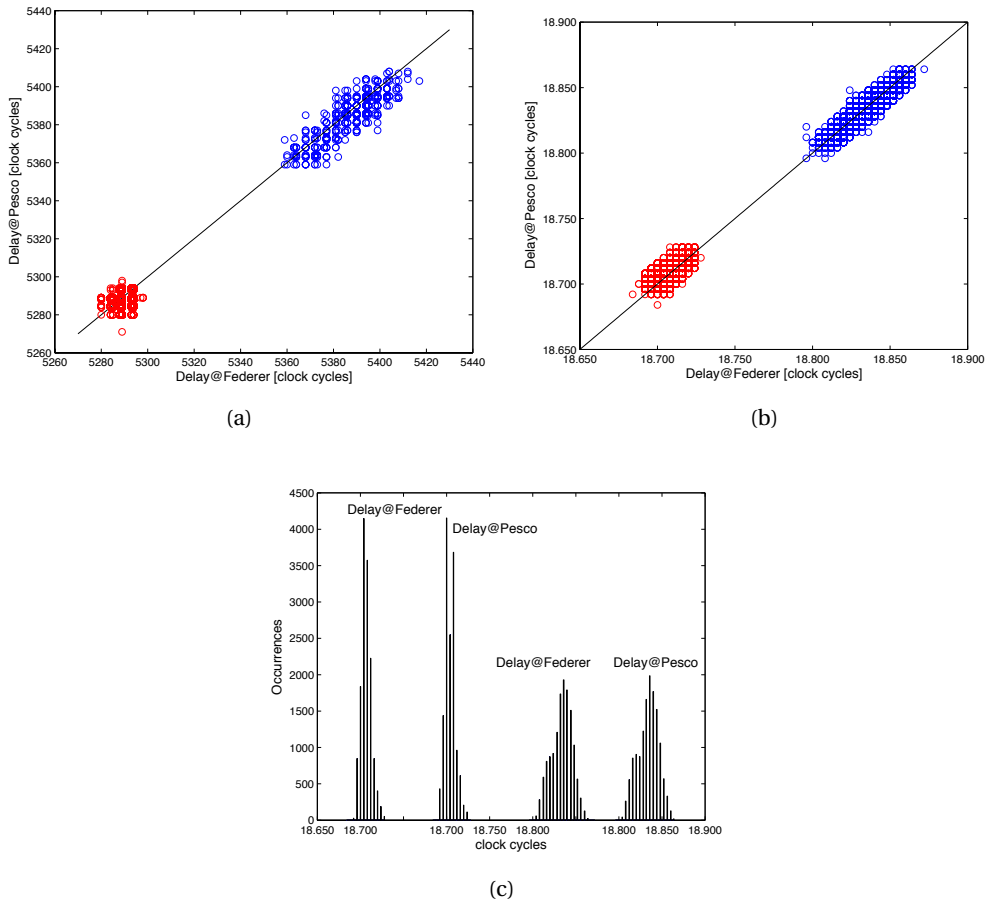 5440
5420
5400
5380
5360
5340
5320
5300
5280
5260
Delay@Pesco [clock cycles]
5260 5280 5300 5320 5340 5360 5380 5400 5420 5440
Delay@Federer [clock cycles]
(a)
18.900
18.850
18.800
18.750
18.700
18.650
Delay@Pesco [clock cycles]
18.650 18.700 18.750 18.800 18.850 18.900
Delay@Federer [clock cycles]
(b)
4500
4000
3500
3000
2500
2000
1500
1000
500
0
Occurrences
Delay@Federer
Delay@Pesco
Delay@Federer
Delay@Pesco
18.650 18.700 18.700 18.750 18.800 18.800 18.850 18.900
clock cycles
(c)